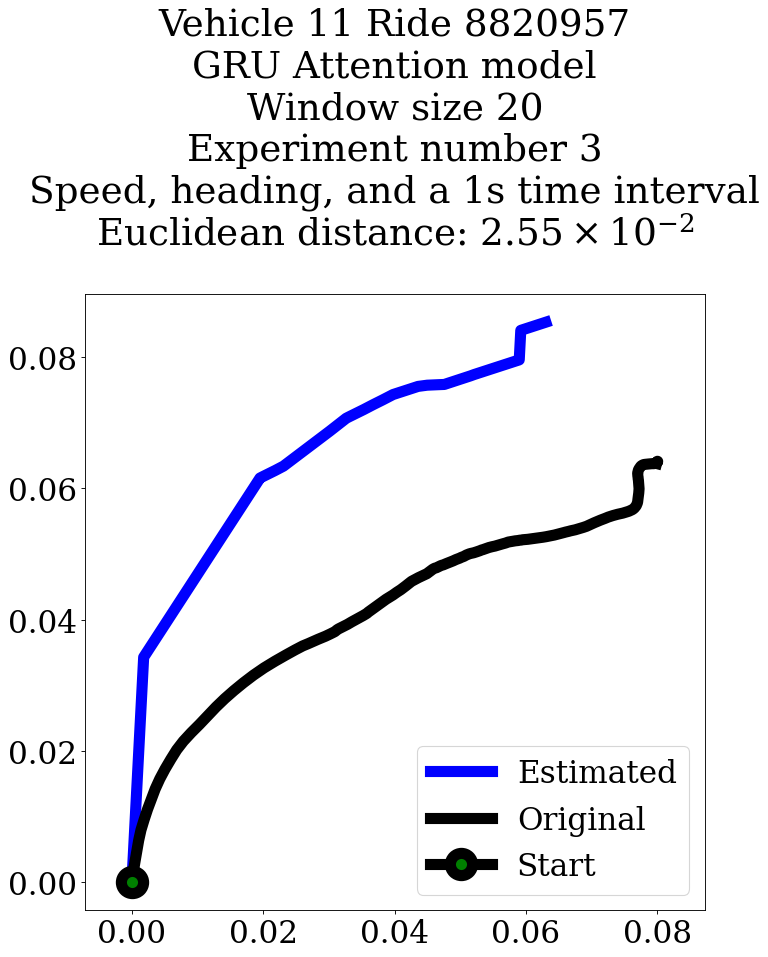 Vehicle 11 Ride 8820957
GRU Attention model
Window size 20
Experiment number 3
Speed, heading, and a 1s time interval
Euclidean distance: 2.55 × 10⁻²
0.08
0.06
0.04
0.02
0.00
Estimated
Original
Start
0.00 0.02 0.04 0.06 0.08